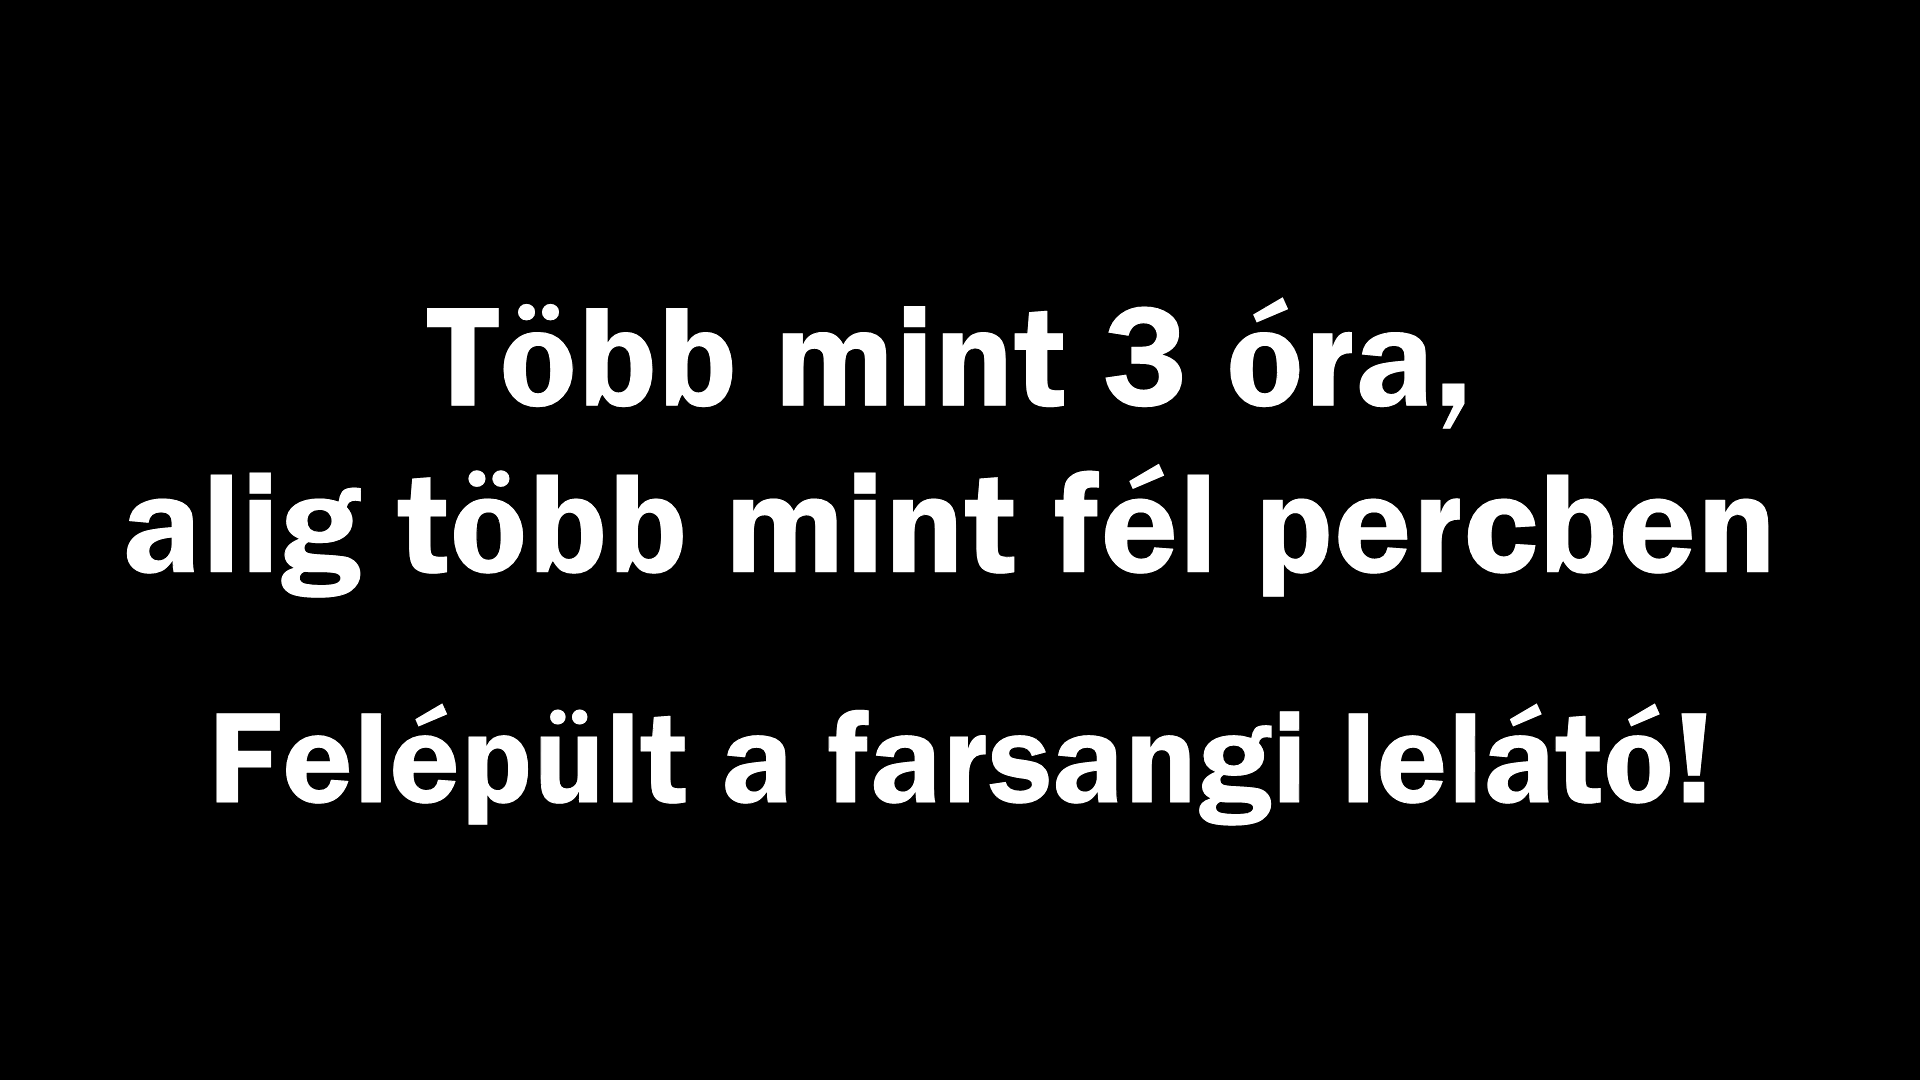 Több mint 3 óra,
alig több mint fél percben
Felépült a farsangi lelátó!